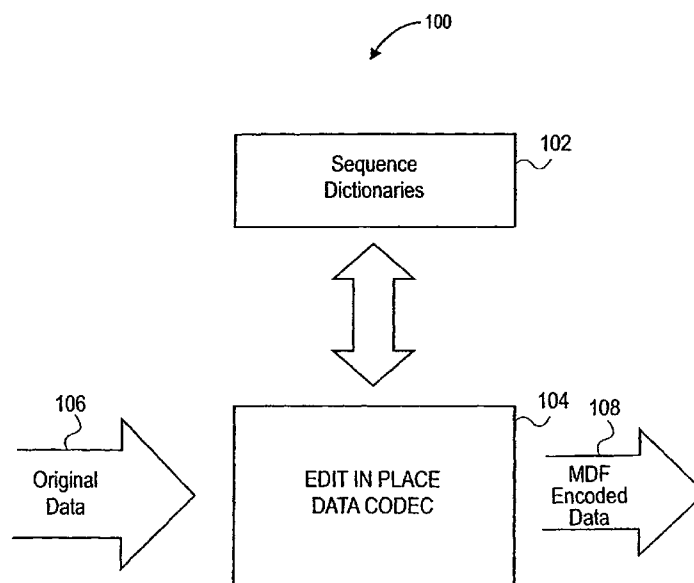 100
Sequence
Dictionaries
102
106
Original
Data
104
EDIT IN PLACE
DATA CODEC
108
MDF
Encoded
Data